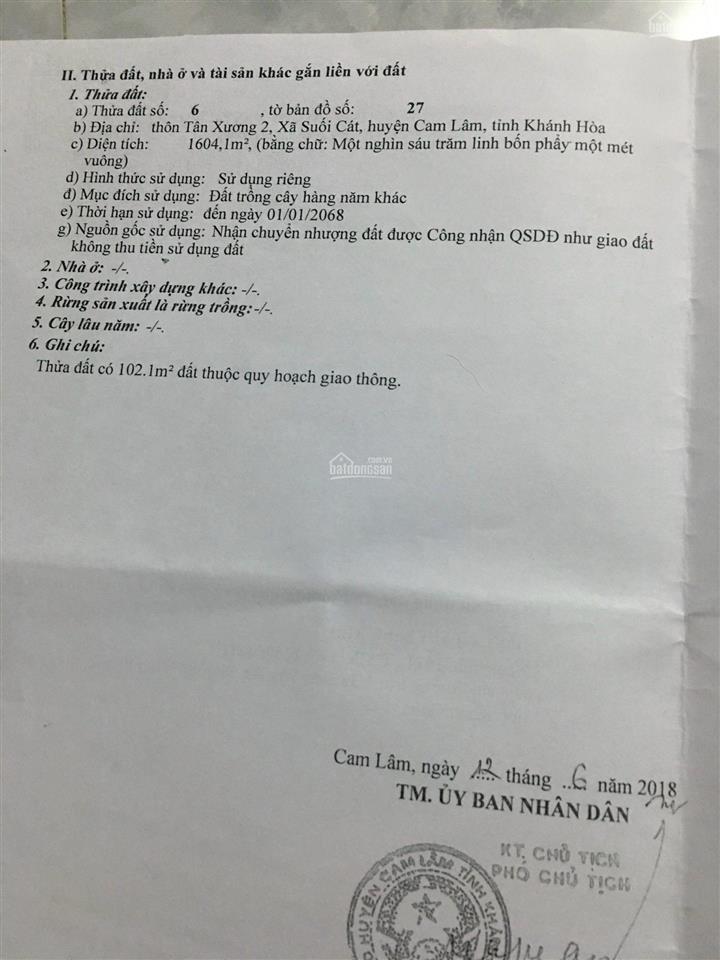 II. Thửa đất, nhà ở và tài sản khác gắn liền với đất
1. Thửa đất:
a) Thửa đất số: 6 , tờ bản đồ số: 27
b) Địa chỉ: thôn Tân Xương 2, Xã Suối Cát, huyện Cam Lâm, tỉnh Khánh Hòa
c) Diện tích: 1604,1m², (bằng chữ: Một nghìn sáu trăm linh bốn phẩy một mét
vuông)
d) Hình thức sử dụng: Sử dụng riêng
đ) Mục đích sử dụng: Đất trồng cây hàng năm khác
e) Thời hạn sử dụng: đến ngày 01/01/2068
g) Nguồn gốc sử dụng: Nhận chuyển nhượng đất được Công nhận QSDĐ như giao đất
không thu tiền sử dụng đất
2. Nhà ở: -/-.
3. Công trình xây dựng khác: -/-.
4. Rừng sản xuất là rừng trồng: -/-.
5. Cây lâu năm: -/-.
6. Ghi chú:
Thửa đất có 102.1m² đất thuộc quy hoạch giao thông.
batdongsan
.com.vn
Cam Lâm, ngày 12 tháng 6 năm 2018
TM. ỦY BAN NHÂN DÂN
KT. CHỦ TỊCH
PHÓ CHỦ TỊCH
HUYỆN CAM LÂM TỈNH KHÁNH